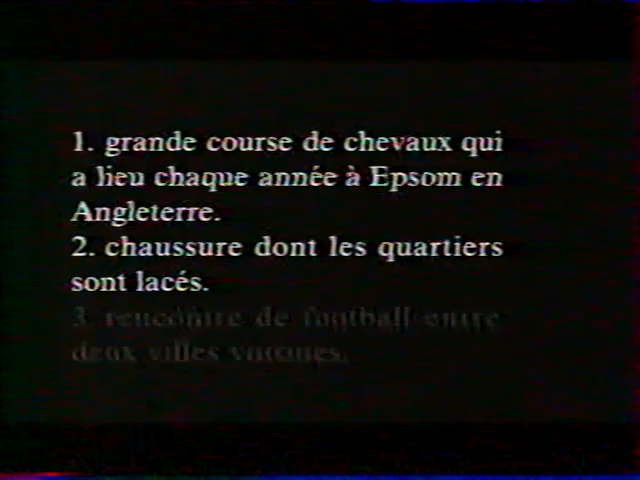 1. grande course de chevaux qui
a lieu chaque année à Epsom en
Angleterre.
2. chaussure dont les quartiers
sont lacés.
3. rencontre de football entre
deux villes voisines.